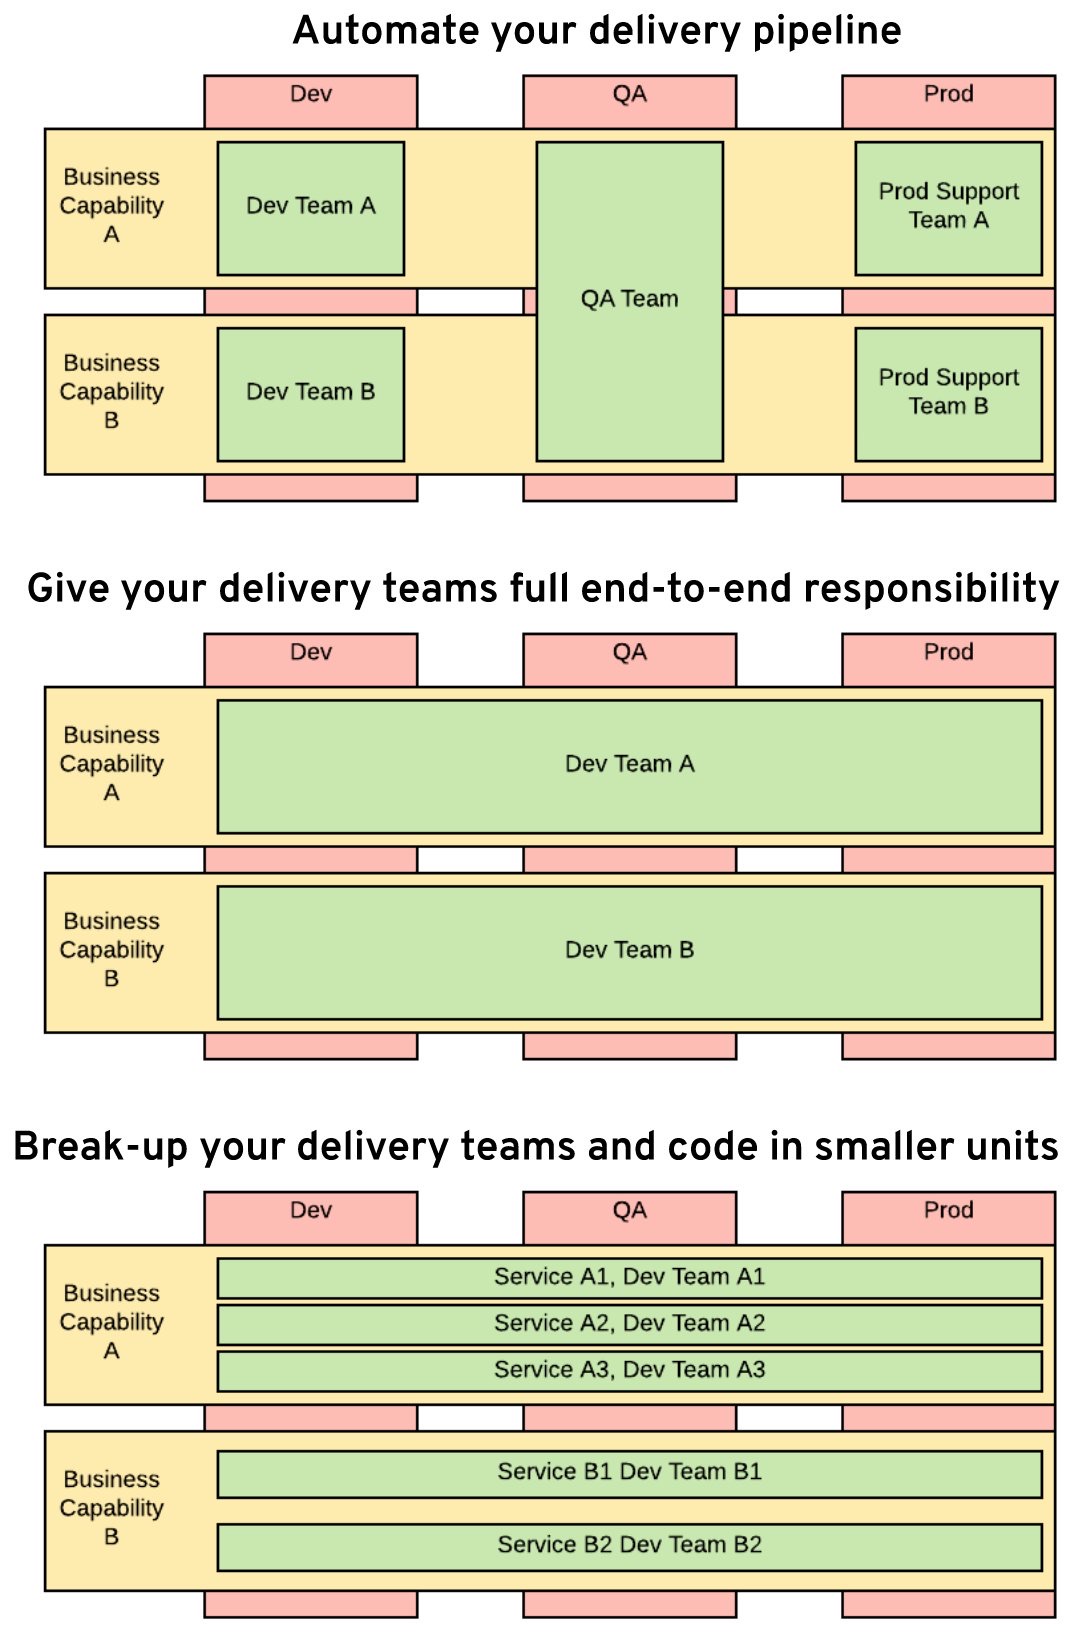 Automate your delivery pipeline
Dev
QA
Prod
Business
Capability
A
Dev Team A
Prod Support
Team A
QA Team
Business
Capability
B
Dev Team B
Prod Support
Team B
Give your delivery teams full end-to-end responsibility
Dev
QA
Prod
Business
Capability
A
Dev Team A
Business
Capability
B
Dev Team B
Break-up your delivery teams and code in smaller units
Dev
QA
Prod
Business
Capability
A
Service A1, Dev Team A1
Service A2, Dev Team A2
Service A3, Dev Team A3
Business
Capability
B
Service B1 Dev Team B1
Service B2 Dev Team B2